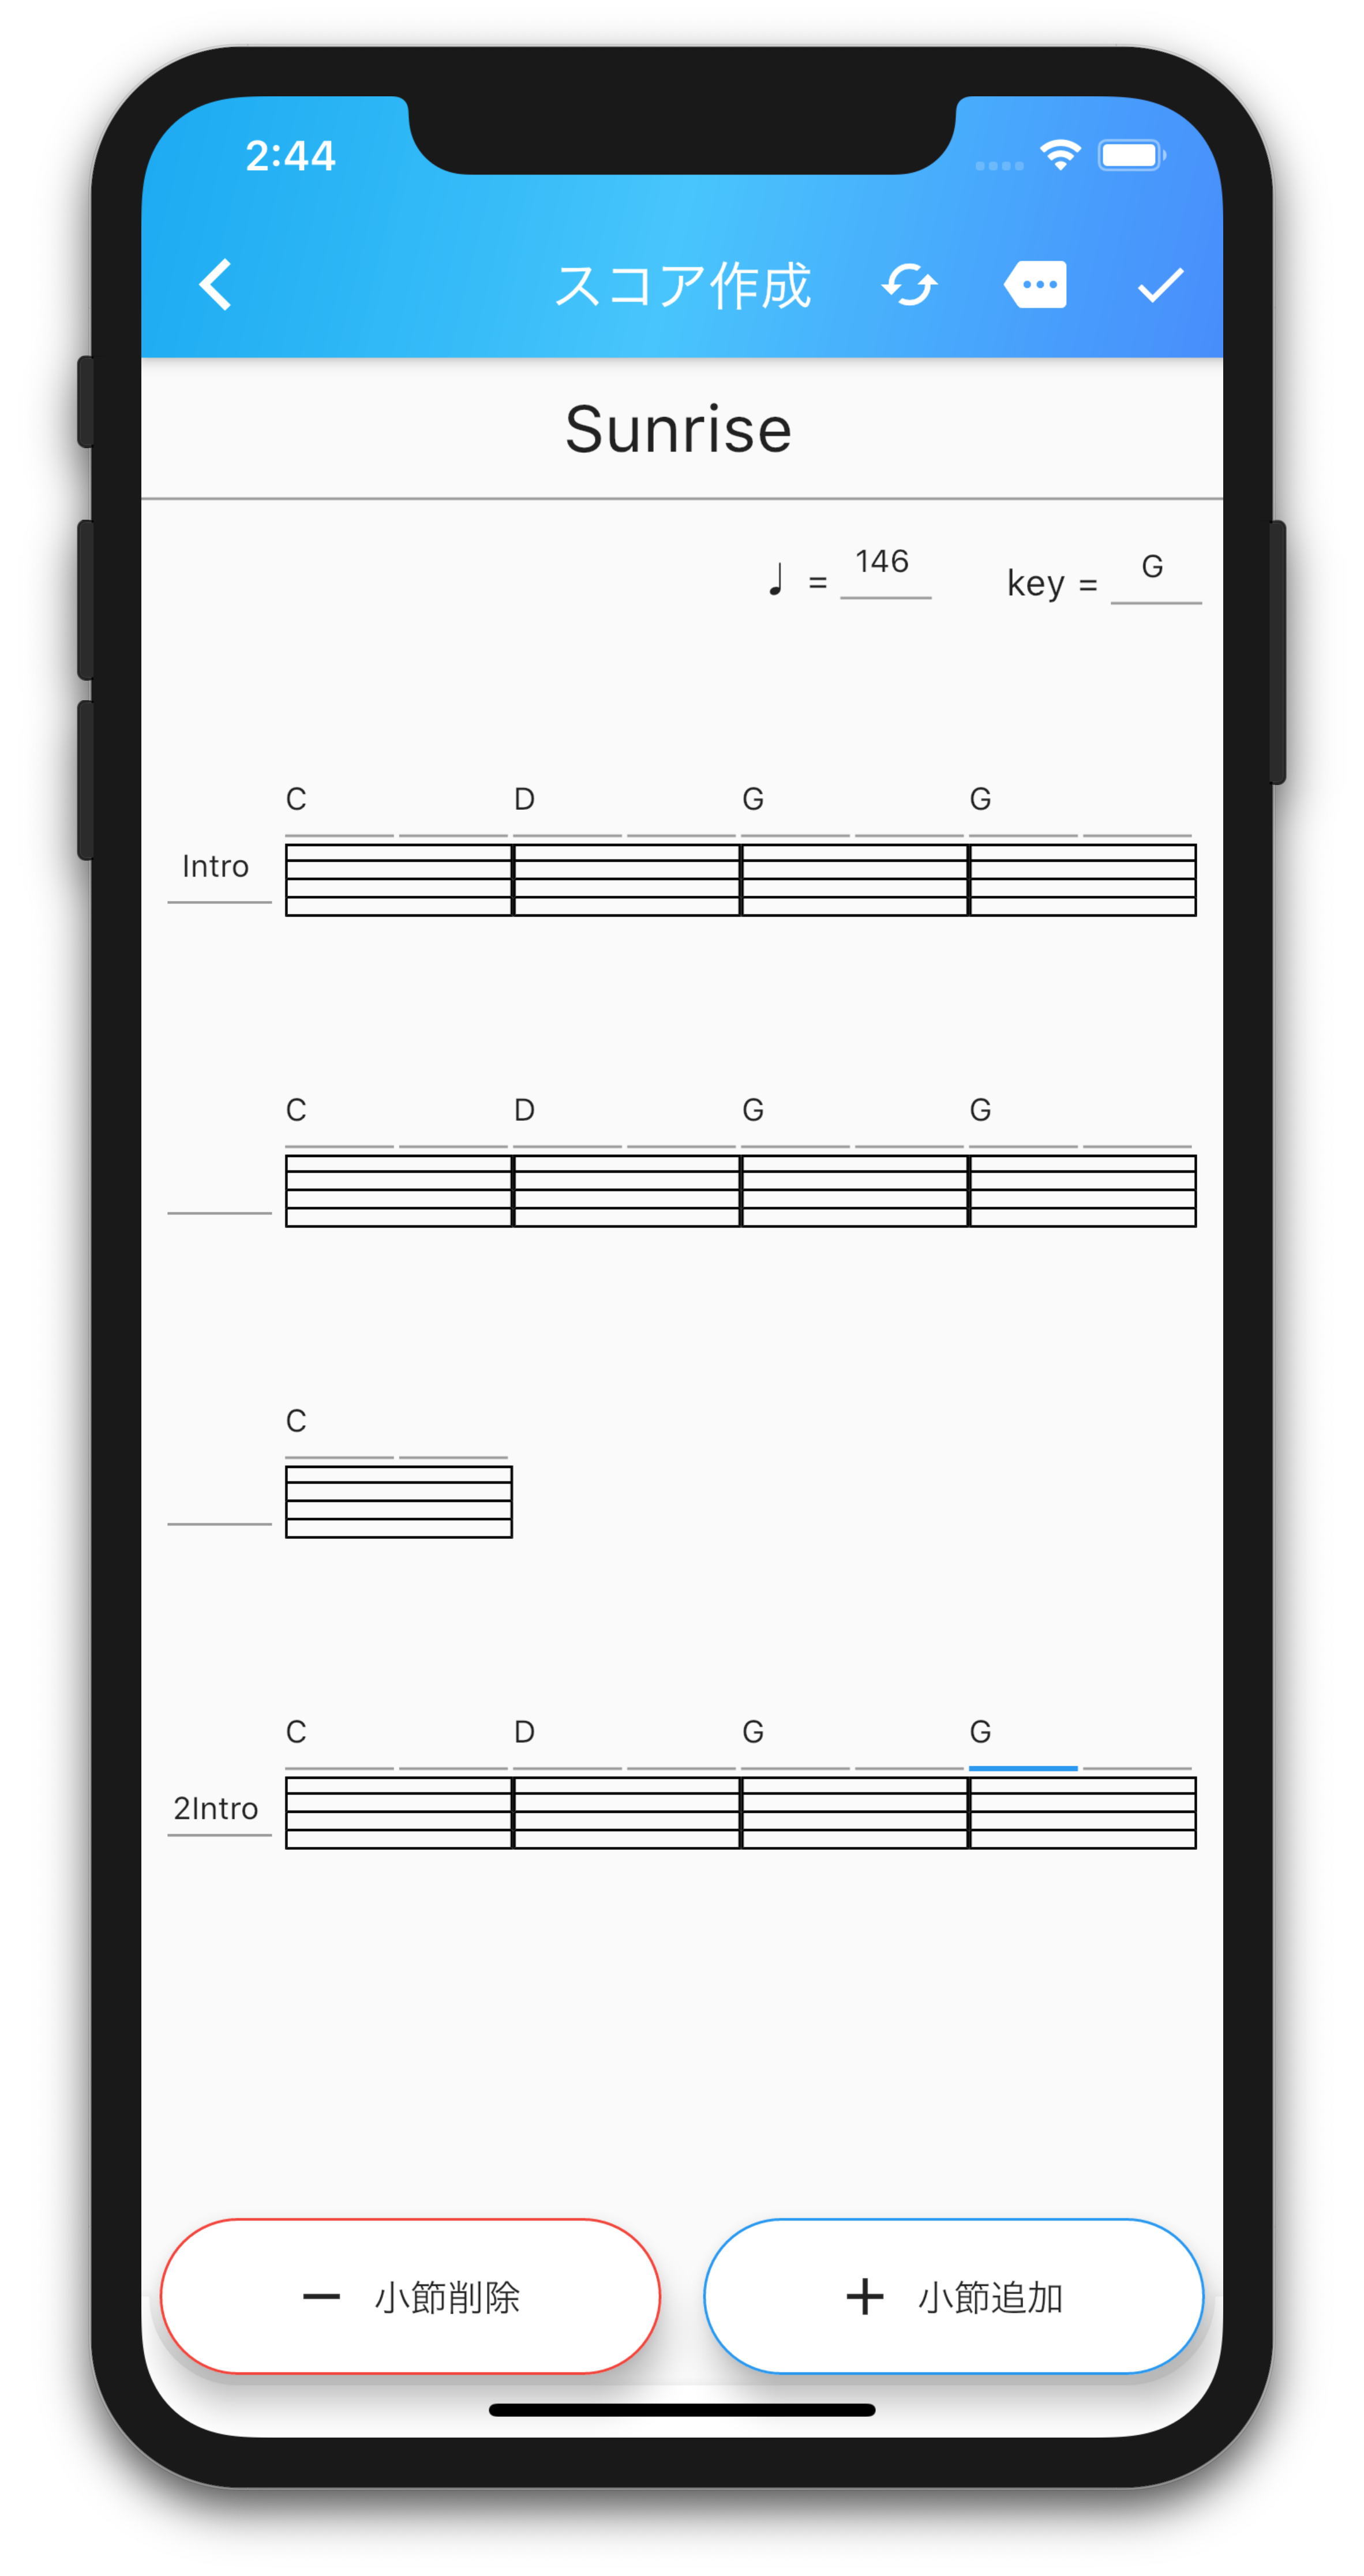 2:44
スコア作成
Sunrise
♩ = 146 key = G
C D G G
Intro
C D G G
C
C D G G
2Intro
− 小節削除 + 小節追加